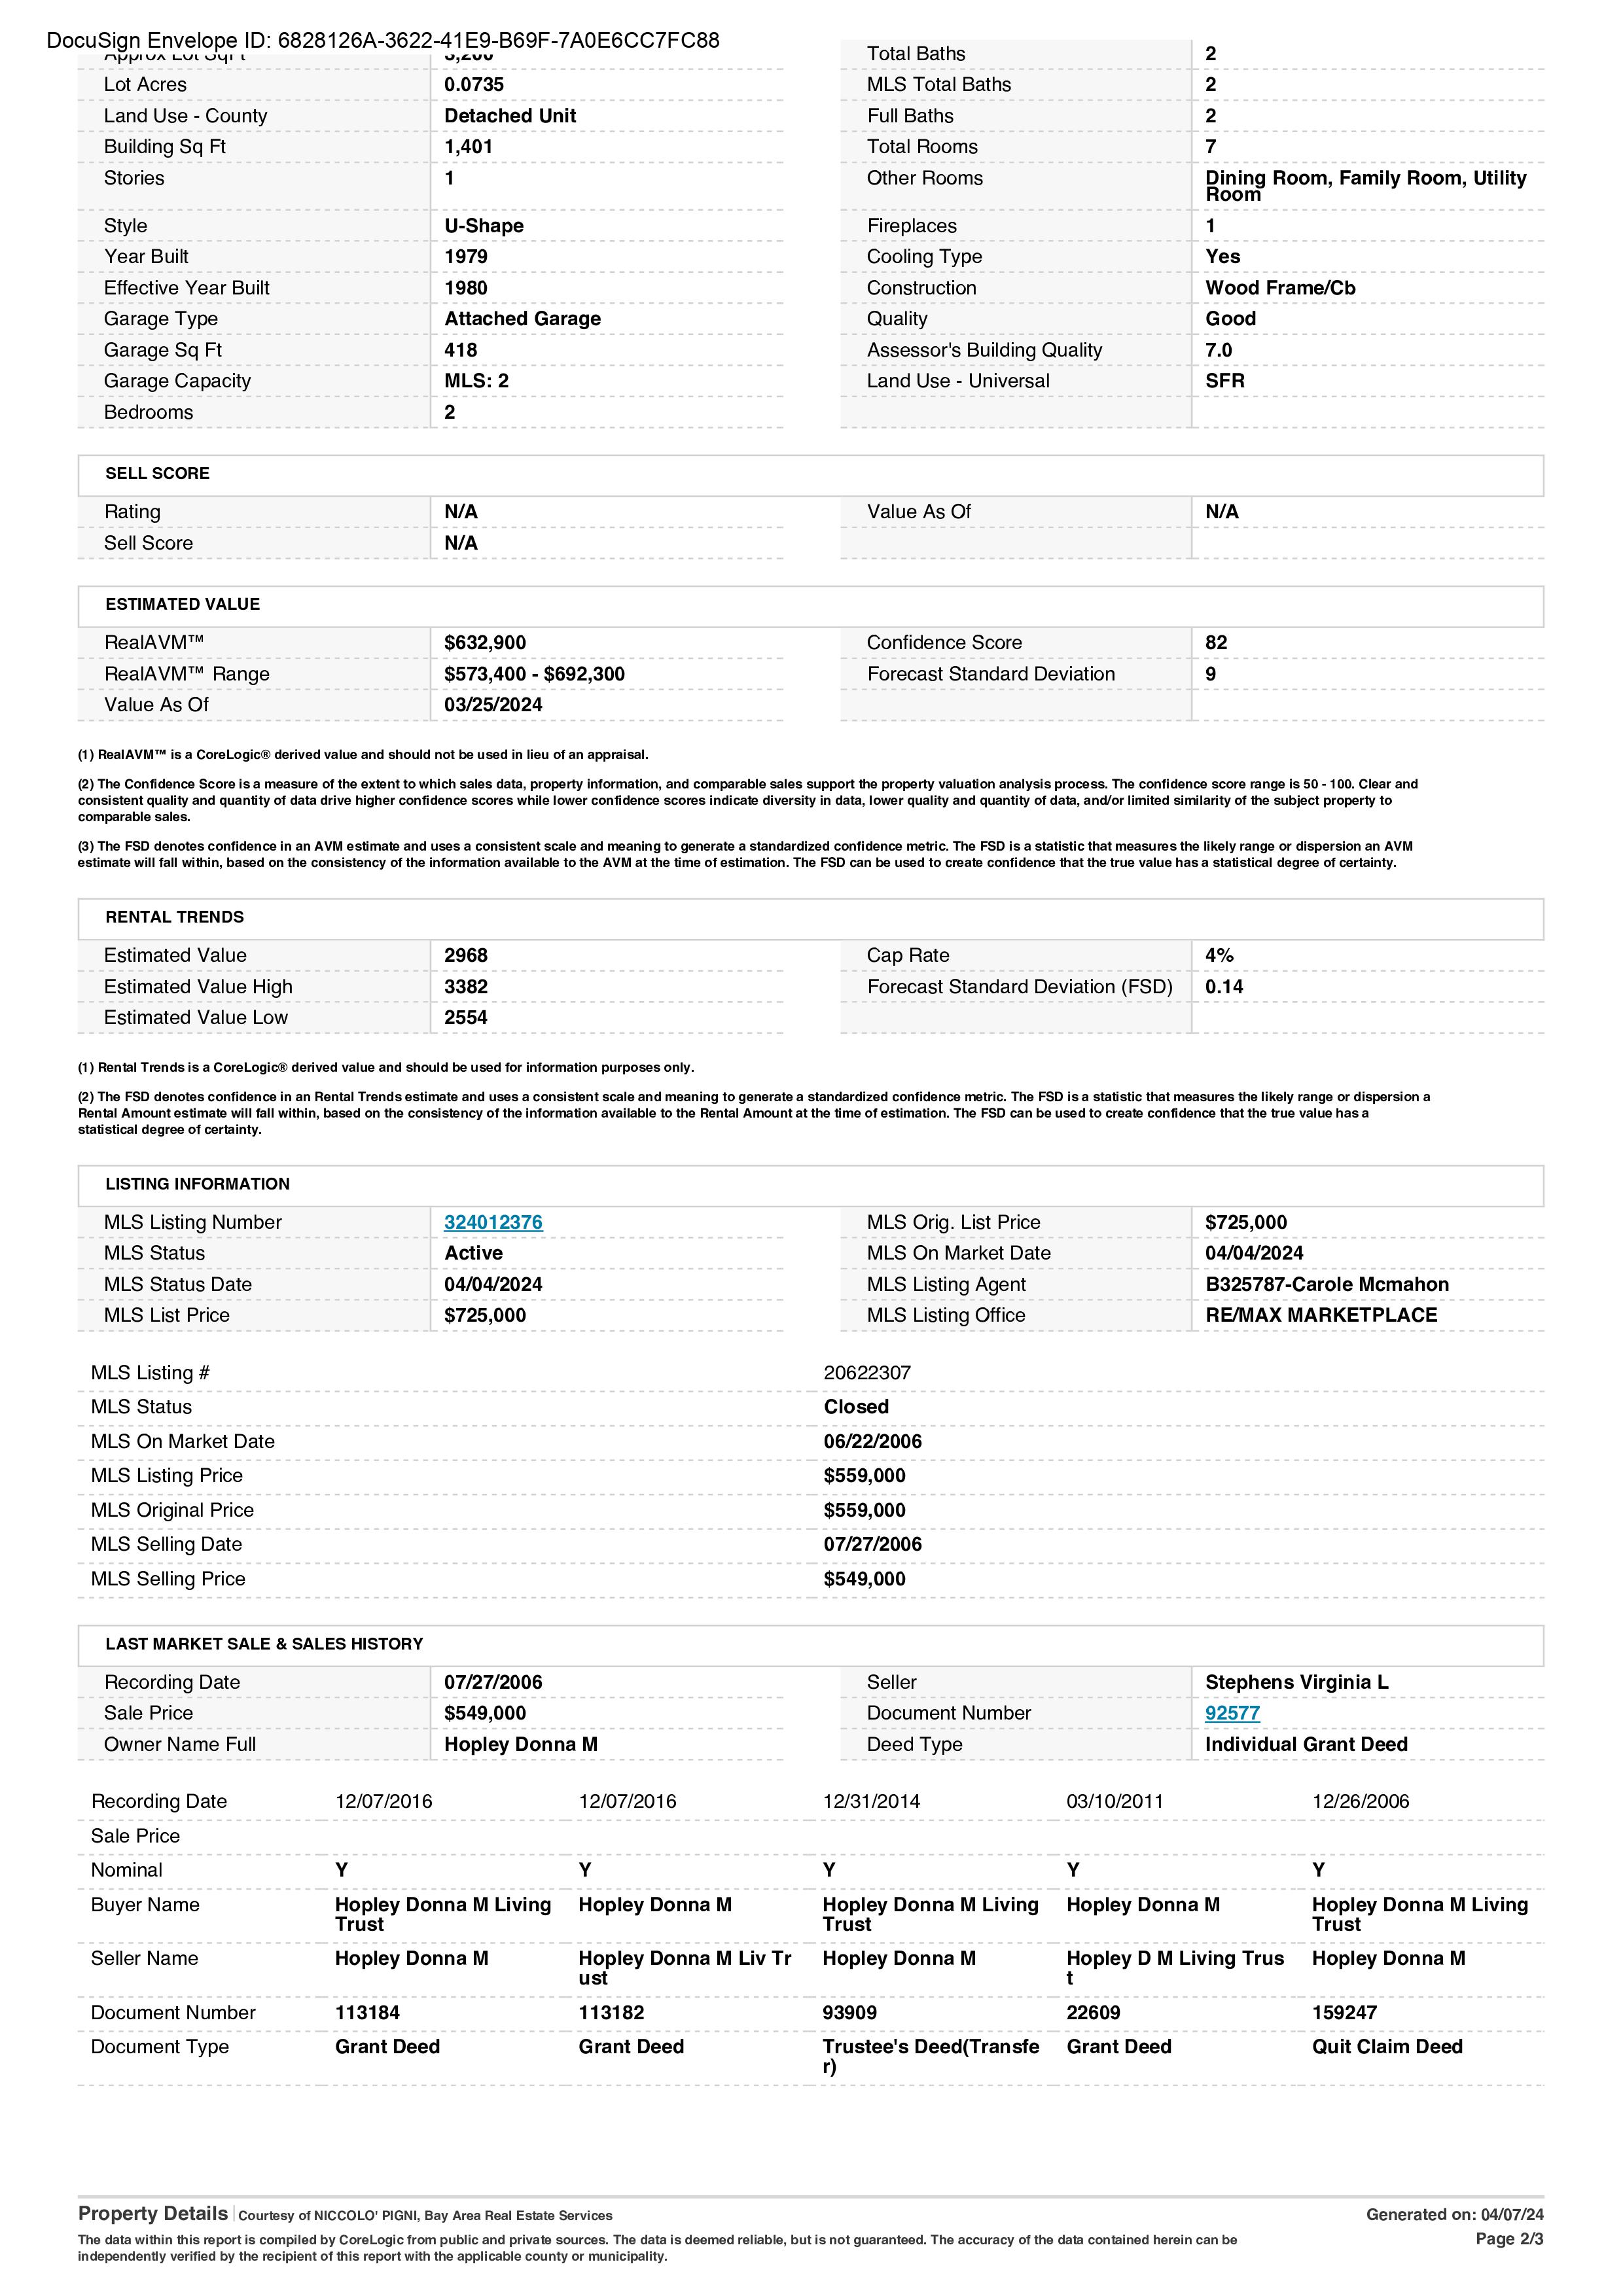 DocuSign Envelope ID: 6828126A-3622-41E9-B69F-7A0E6CC7FC88
Approx Lot SqFt 3,200 Total Baths 2
Lot Acres 0.0735 MLS Total Baths 2
Land Use - County Detached Unit Full Baths 2
Building Sq Ft 1,401 Total Rooms 7
Stories 1 Other Rooms Dining Room, Family Room, Utility
Room
Style U-Shape Fireplaces 1
Year Built 1979 Cooling Type Yes
Effective Year Built 1980 Construction Wood Frame/Cb
Garage Type Attached Garage Quality Good
Garage Sq Ft 418 Assessor's Building Quality 7.0
Garage Capacity MLS: 2 Land Use - Universal SFR
Bedrooms 2
SELL SCORE
Rating N/A Value As Of N/A
Sell Score N/A
ESTIMATED VALUE
RealAVM™ $632,900 Confidence Score 82
RealAVM™ Range $573,400 - $692,300 Forecast Standard Deviation 9
Value As Of 03/25/2024
(1) RealAVM™ is a CoreLogic® derived value and should not be used in lieu of an appraisal.
(2) The Confidence Score is a measure of the extent to which sales data, property information, and comparable sales support the property valuation analysis process. The confidence score range is 50 - 100. Clear and
consistent quality and quantity of data drive higher confidence scores while lower confidence scores indicate diversity in data, lower quality and quantity of data, and/or limited similarity of the subject property to
comparable sales.
(3) The FSD denotes confidence in an AVM estimate and uses a consistent scale and meaning to generate a standardized confidence metric. The FSD is a statistic that measures the likely range or dispersion an AVM
estimate will fall within, based on the consistency of the information available to the AVM at the time of estimation. The FSD can be used to create confidence that the true value has a statistical degree of certainty.
RENTAL TRENDS
Estimated Value 2968 Cap Rate 4%
Estimated Value High 3382 Forecast Standard Deviation (FSD) 0.14
Estimated Value Low 2554
(1) Rental Trends is a CoreLogic® derived value and should be used for information purposes only.
(2) The FSD denotes confidence in an Rental Trends estimate and uses a consistent scale and meaning to generate a standardized confidence metric. The FSD is a statistic that measures the likely range or dispersion a
Rental Amount estimate will fall within, based on the consistency of the information available to the Rental Amount at the time of estimation. The FSD can be used to create confidence that the true value has a
statistical degree of certainty.
LISTING INFORMATION
MLS Listing Number 324012376 MLS Orig. List Price $725,000
MLS Status Active MLS On Market Date 04/04/2024
MLS Status Date 04/04/2024 MLS Listing Agent B325787-Carole Mcmahon
MLS List Price $725,000 MLS Listing Office RE/MAX MARKETPLACE
MLS Listing # 20622307
MLS Status Closed
MLS On Market Date 06/22/2006
MLS Listing Price $559,000
MLS Original Price $559,000
MLS Selling Date 07/27/2006
MLS Selling Price $549,000
LAST MARKET SALE & SALES HISTORY
Recording Date 07/27/2006 Seller Stephens Virginia L
Sale Price $549,000 Document Number 92577
Owner Name Full Hopley Donna M Deed Type Individual Grant Deed
Recording Date 12/07/2016 12/07/2016 12/31/2014 03/10/2011 12/26/2006
Sale Price
Nominal Y Y Y Y Y
Buyer Name Hopley Donna M Living Hopley Donna M Hopley Donna M Living Hopley Donna M Hopley Donna M Living
Trust Trust Trust
Seller Name Hopley Donna M Hopley Donna M Liv Tr Hopley Donna M Hopley D M Living Trus Hopley Donna M
ust t
Document Number 113184 113182 93909 22609 159247
Document Type Grant Deed Grant Deed Trustee's Deed(Transfe Grant Deed Quit Claim Deed
r)
Property Details Courtesy of NICCOLO' PIGNI, Bay Area Real Estate Services Generated on: 04/07/24
The data within this report is compiled by CoreLogic from public and private sources. The data is deemed reliable, but is not guaranteed. The accuracy of the data contained herein can be Page 2/3
independently verified by the recipient of this report with the applicable county or municipality.